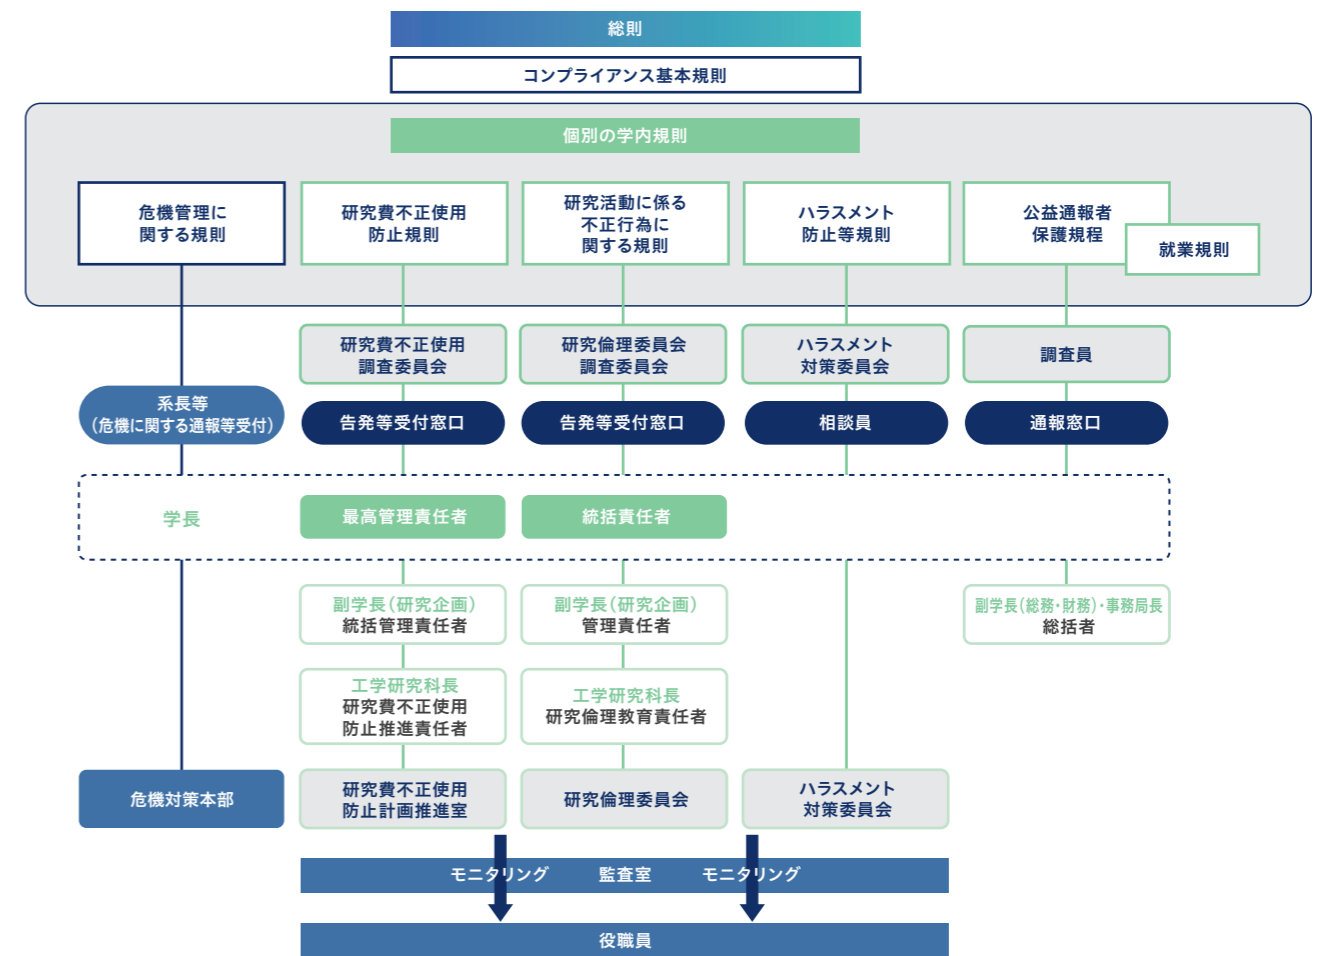 総則
コンプライアンス基本規則
個別の学内規則
危機管理に
関する規則
研究費不正使用
防止規則
研究活動に係る
不正行為に
関する規則
ハラスメント
防止等規則
公益通報者
保護規程
就業規則
研究費不正使用
調査委員会
研究倫理委員会
調査委員会
ハラスメント
対策委員会
調査員
系長等
（危機に関する通報等受付）
告発等受付窓口
告発等受付窓口
相談員
通報窓口
学長
最高管理責任者
統括責任者
副学長（研究企画）
統括管理責任者
副学長（研究企画）
管理責任者
副学長（総務・財務）・事務局長
総括者
工学研究科長
研究費不正使用
防止推進責任者
工学研究科長
研究倫理教育責任者
危機対策本部
研究費不正使用
防止計画推進室
研究倫理委員会
ハラスメント
対策委員会
モニタリング 監査室 モニタリング
役職員